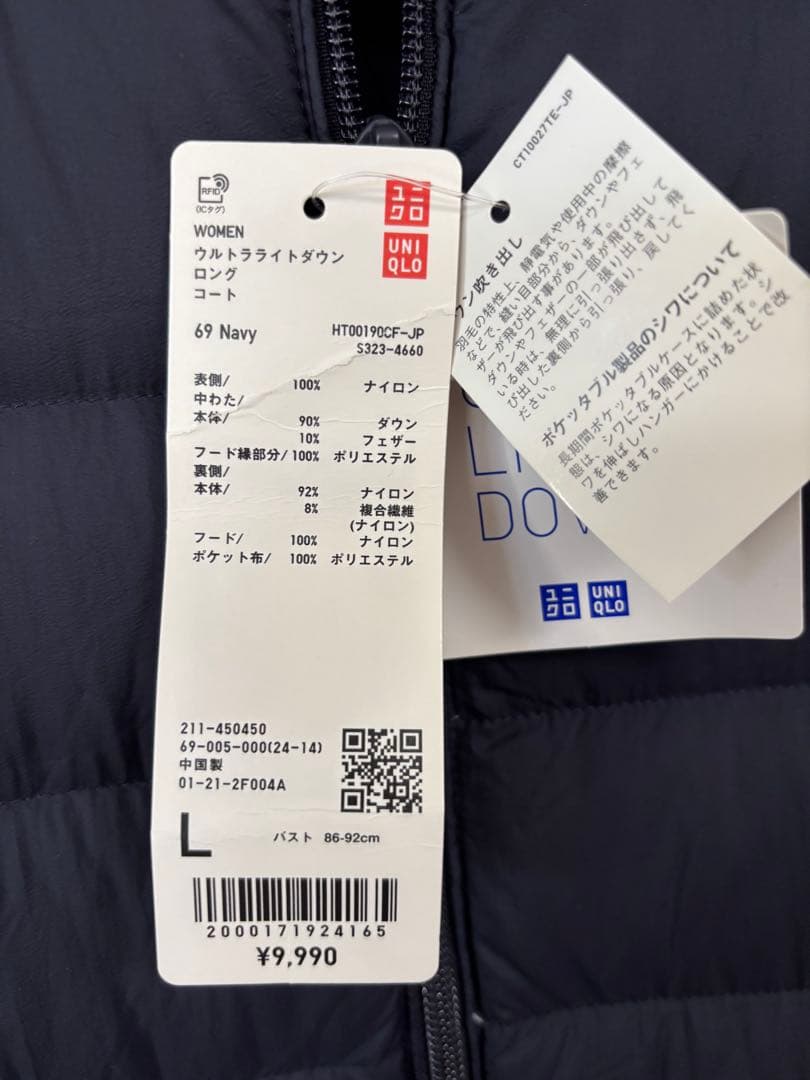 RFID
(ICタグ)
ユニ
クロ
UNI
QLO
WOMEN
ウルトラライトダウン
ロング
コート
69 Navy
HT00190CF-JP
S323-4660
表側/ 100% ナイロン
中わた/
本体/ 90% ダウン
10% フェザー
フード縁部分/ 100% ポリエステル
裏側/
本体/ 92% ナイロン
8% 複合繊維
(ナイロン)
フード/ 100% ナイロン
ポケット布/ 100% ポリエステル
211-450450
69-005-000(24-14)
中国製
01-21-2F004A
L
バスト 86-92cm
2000171924165
¥9,990
CT10027TE-JP
ン吹き出し
羽毛の特性上、静電気や使用中の摩擦
などで、縫い目部分から、ダウンやフェ
ザーが飛び出す事があります。
ダウンやフェザーの一部が飛び出して
いる時は、無理に引っ張り出さず、飛
び出した裏側から引っ張り、戻してく
ださい。
ポケッタブル製品のシワについて
長期間ポケッタブルケースに詰めた状
態は、シワになる原因となります。シ
ワを伸ばしハンガーにかけることで改
善できます。
DO
ユニ
クロ
UNI
QLO